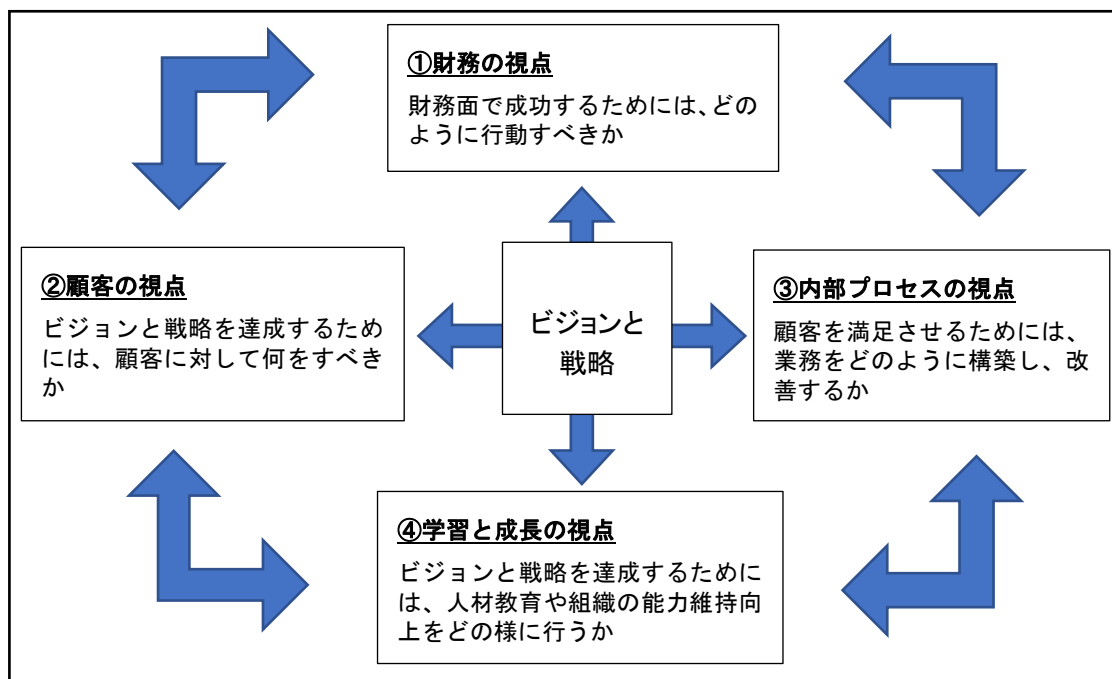 ①財務の視点
財務面で成功するためには、どの
ように行動すべきか
②顧客の視点
ビジョンと戦略を達成するために
は、顧客に対して何をすべき
か
ビジョンと
戦略
③内部プロセスの視点
顧客を満足させるためには、
業務をどのように構築し、改
善するか
④学習と成長の視点
ビジョンと戦略を達成するためには、人材教育や組織の能力維持向
上をどの様に行うか